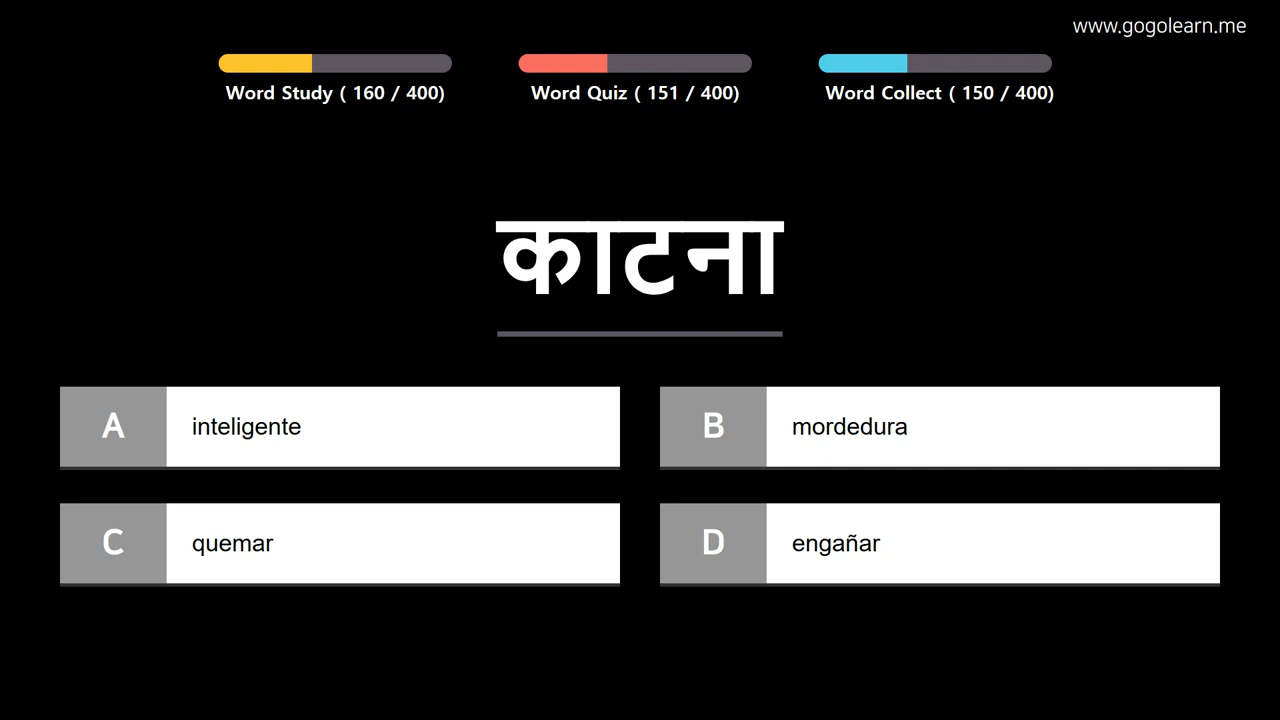 www.gogolearn.me
Word Study ( 160 / 400)
Word Quiz ( 151 / 400)
Word Collect ( 150 / 400)
काटना
A inteligente
B mordedura
C quemar
D engañar